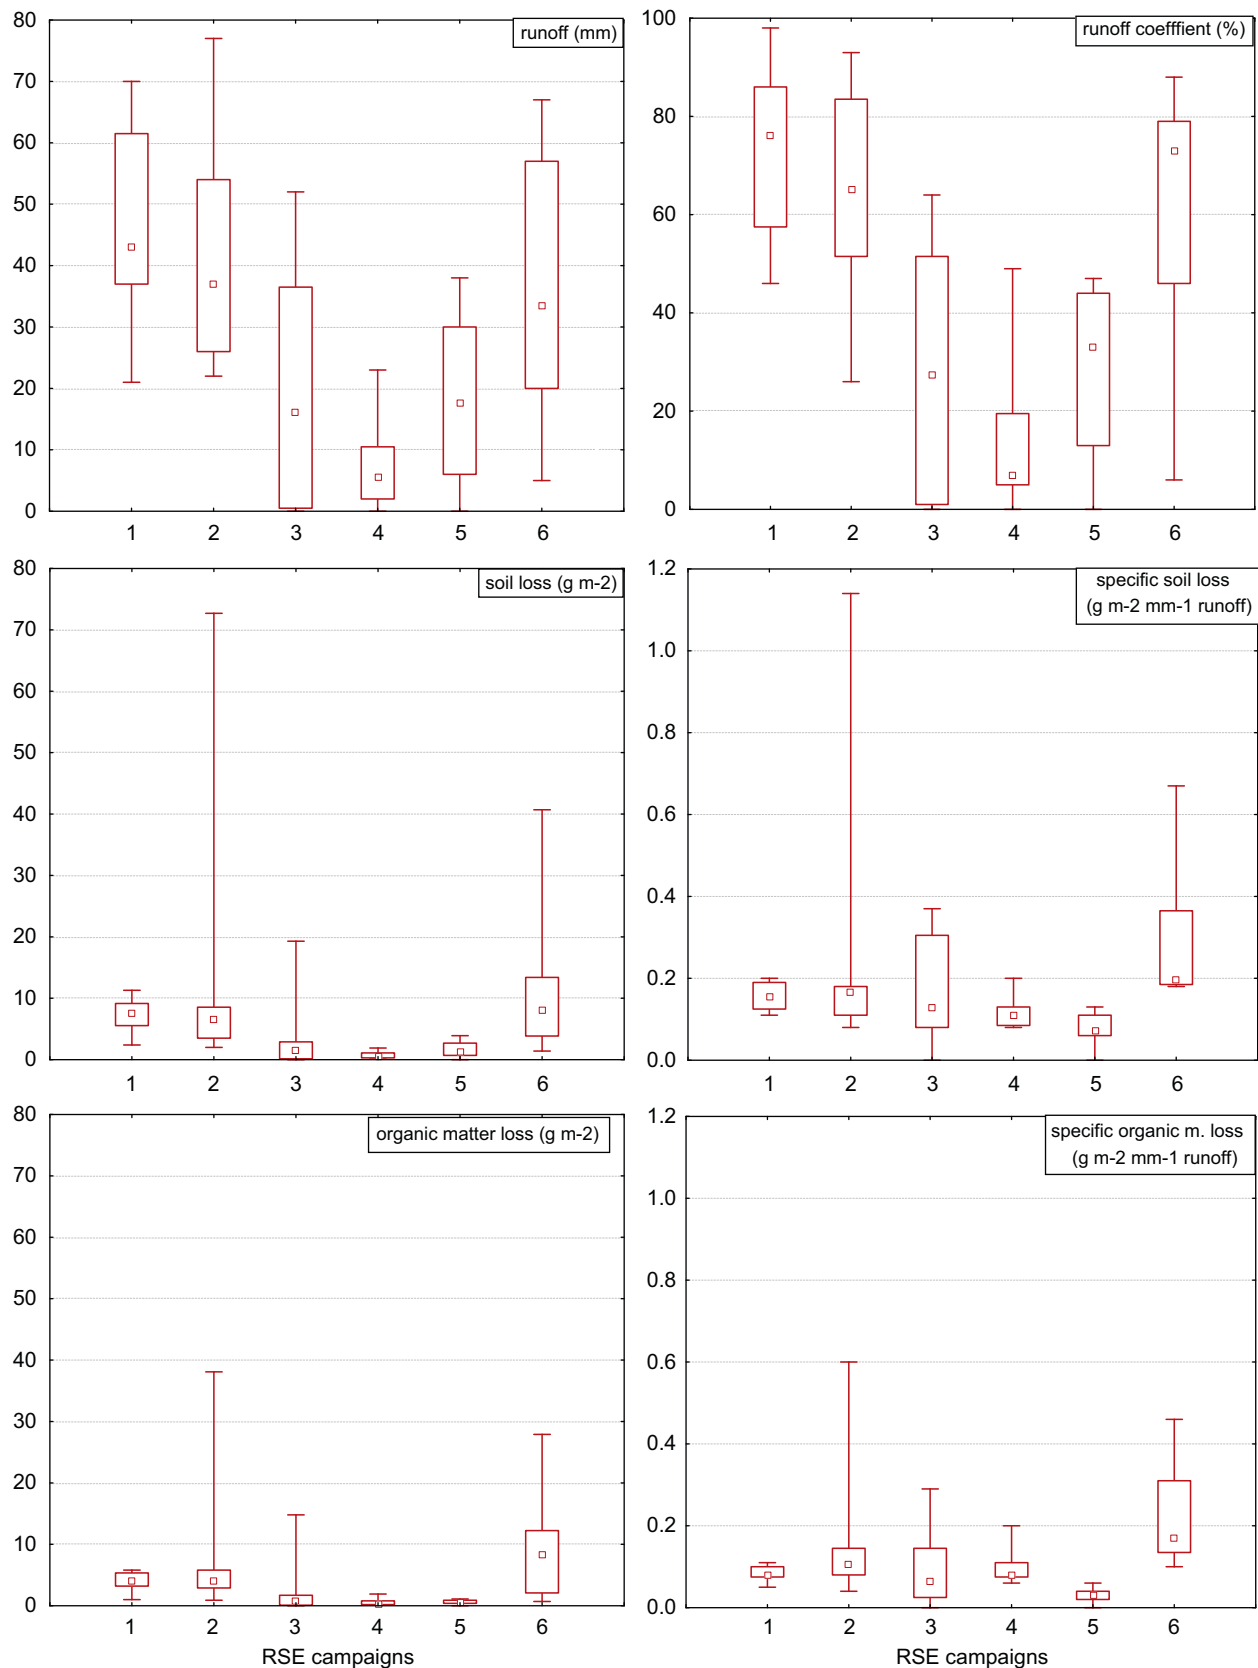 runoff (mm)
80
70
60
50
40
30
20
10
0
1 2 3 4 5 6
runoff coefffient (%)
100
80
60
40
20
0
1 2 3 4 5 6
soil loss (g m-2)
80
70
60
50
40
30
20
10
0
1 2 3 4 5 6
specific soil loss
(g m-2 mm-1 runoff)
1.2
1.0
0.8
0.6
0.4
0.2
0.0
1 2 3 4 5 6
organic matter loss (g m-2)
80
70
60
50
40
30
20
10
0
1 2 3 4 5 6
RSE campaigns
specific organic m. loss
(g m-2 mm-1 runoff)
1.2
1.0
0.8
0.6
0.4
0.2
0.0
1 2 3 4 5 6
RSE campaigns